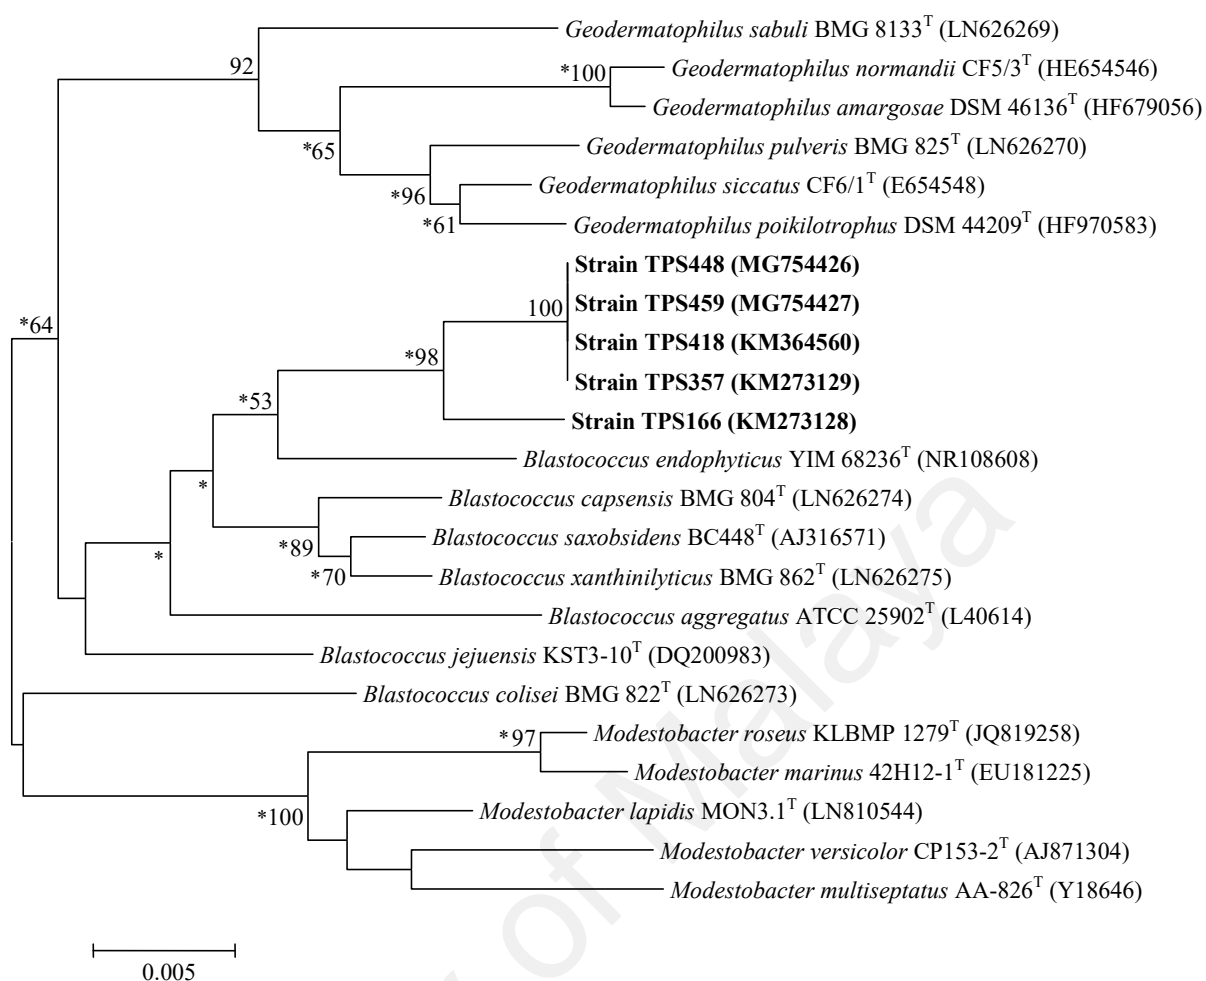 Geodermatophilus sabuli BMG 8133T (LN626269)
92
*100
Geodermatophilus normandii CF5/3T (HE654546)
Geodermatophilus amargosae DSM 46136T (HF679056)
*65
Geodermatophilus pulveris BMG 825T (LN626270)
*96
Geodermatophilus siccatus CF6/1T (E654548)
*61
Geodermatophilus poikilotrophus DSM 44209T (HF970583)
Strain TPS448 (MG754426)
100
Strain TPS459 (MG754427)
*64
Strain TPS418 (KM364560)
*98
Strain TPS357 (KM273129)
*53
Strain TPS166 (KM273128)
Blastococcus endophyticus YIM 68236T (NR108608)
*
Blastococcus capsensis BMG 804T (LN626274)
Blastococcus saxobsidens BC448T (AJ316571)
*89
*
*70
Blastococcus xanthinilyticus BMG 862T (LN626275)
Blastococcus aggregatus ATCC 25902T (L40614)
Blastococcus jejuensis KST3-10T (DQ200983)
Blastococcus colisei BMG 822T (LN626273)
*97
Modestobacter roseus KLBMP 1279T (JQ819258)
Modestobacter marinus 42H12-1T (EU181225)
*100
Modestobacter lapidis MON3.1T (LN810544)
Modestobacter versicolor CP153-2T (AJ871304)
Modestobacter multiseptatus AA-826T (Y18646)
0.005
of Malaya